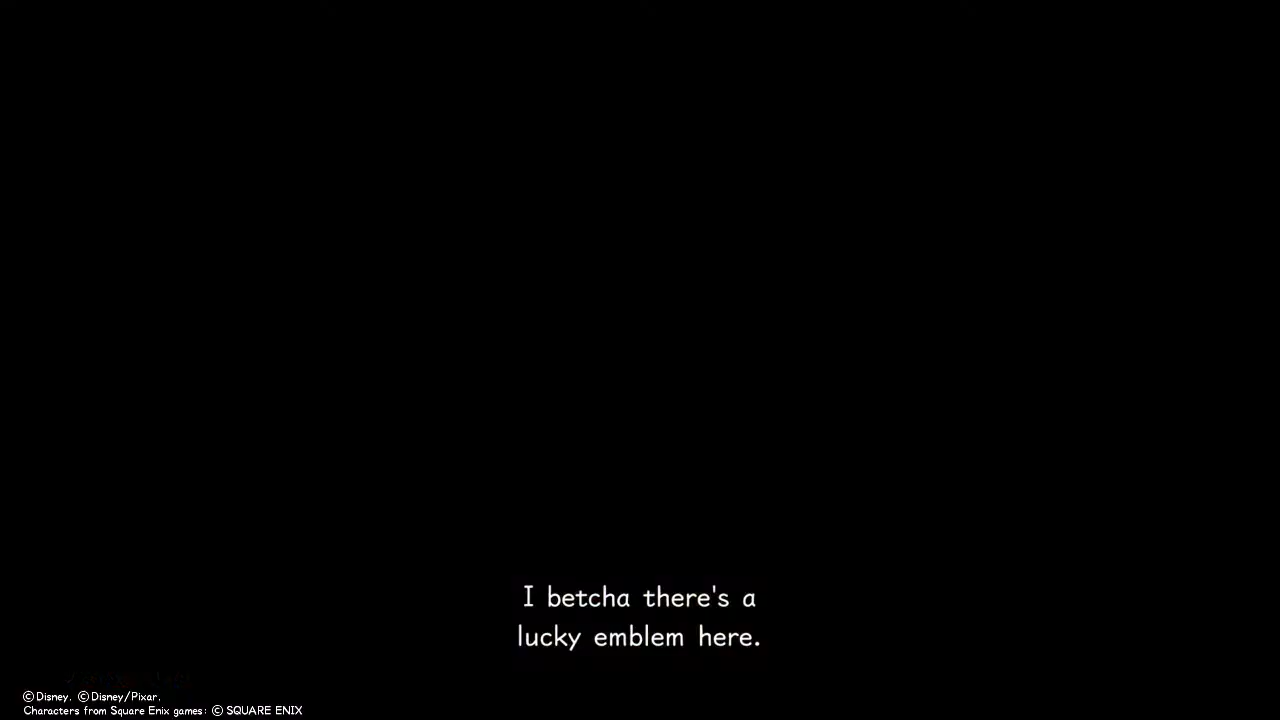 I betcha there's a
lucky emblem here.
©Disney. ©Disney/Pixar.
Characters from Square Enix games: © SQUARE ENIX